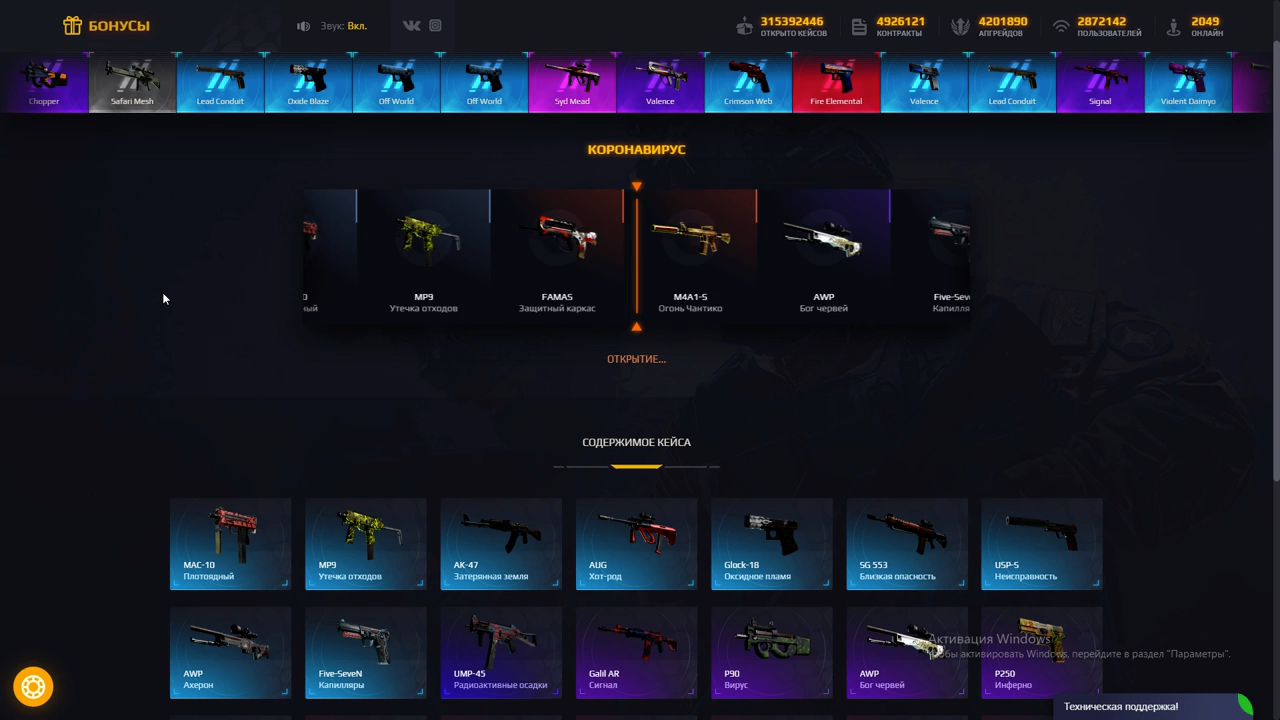 БОНУСЫ
Звук: Вкл.
315392446
ОТКРЫТО КЕЙСОВ
4926121
КОНТРАКТЫ
4201890
АПГРЕЙДОВ
2872142
ПОЛЬЗОВАТЕЛЕЙ
2049
ОНЛАЙН
Chopper
Safari Mesh
Lead Conduit
Oxide Blaze
Off World
Off World
Syd Mead
Valence
Crimson Web
Fire Elemental
Valence
Lead Conduit
Signal
Violent Daimyo
КОРОНАВИРУС
MP9
Утечка отходов
FAMAS
Защитный каркас
M4A1-S
Огонь Чантико
AWP
Бог червей
Five-Sev
Капилля
ОТКРЫТИЕ...
СОДЕРЖИМОЕ КЕЙСА
MAC-10
Плотоядный
MP9
Утечка отходов
AK-47
Затерянная земля
AUG
Хот-род
Glock-18
Оксидное пламя
SG 553
Близкая опасность
USP-S
Неисправность
AWP
Ахерон
Five-SeveN
Капилляры
UMP-45
Радиоактивные осадки
Galil AR
Сигнал
P90
Вирус
AWP
Бог червей
P250
Инферно
Активация Windows
Чтобы активировать Windows, перейдите в раздел "Параметры".
Техническая поддержка!